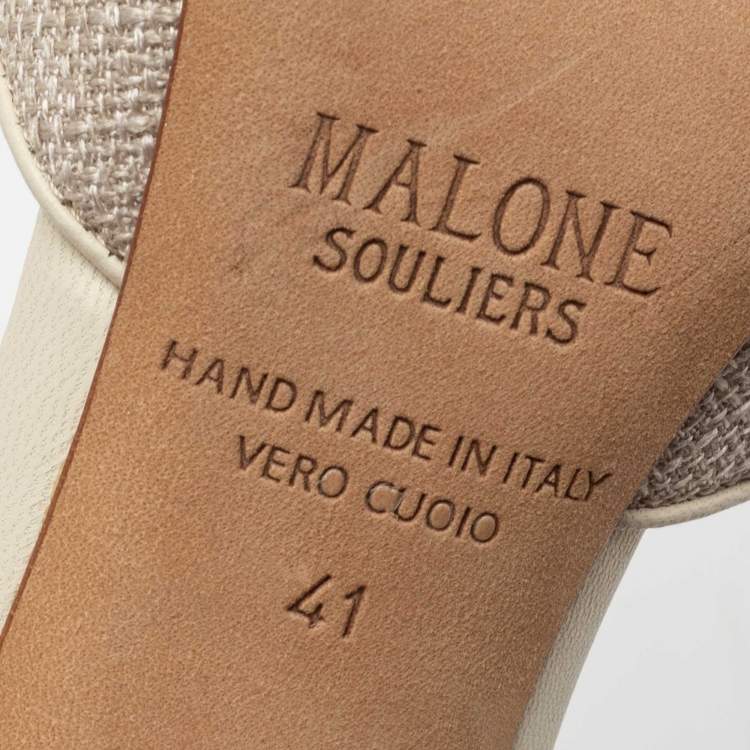 MALONE
SOULIERS
HAND MADE IN ITALY
VERO CUOIO
41